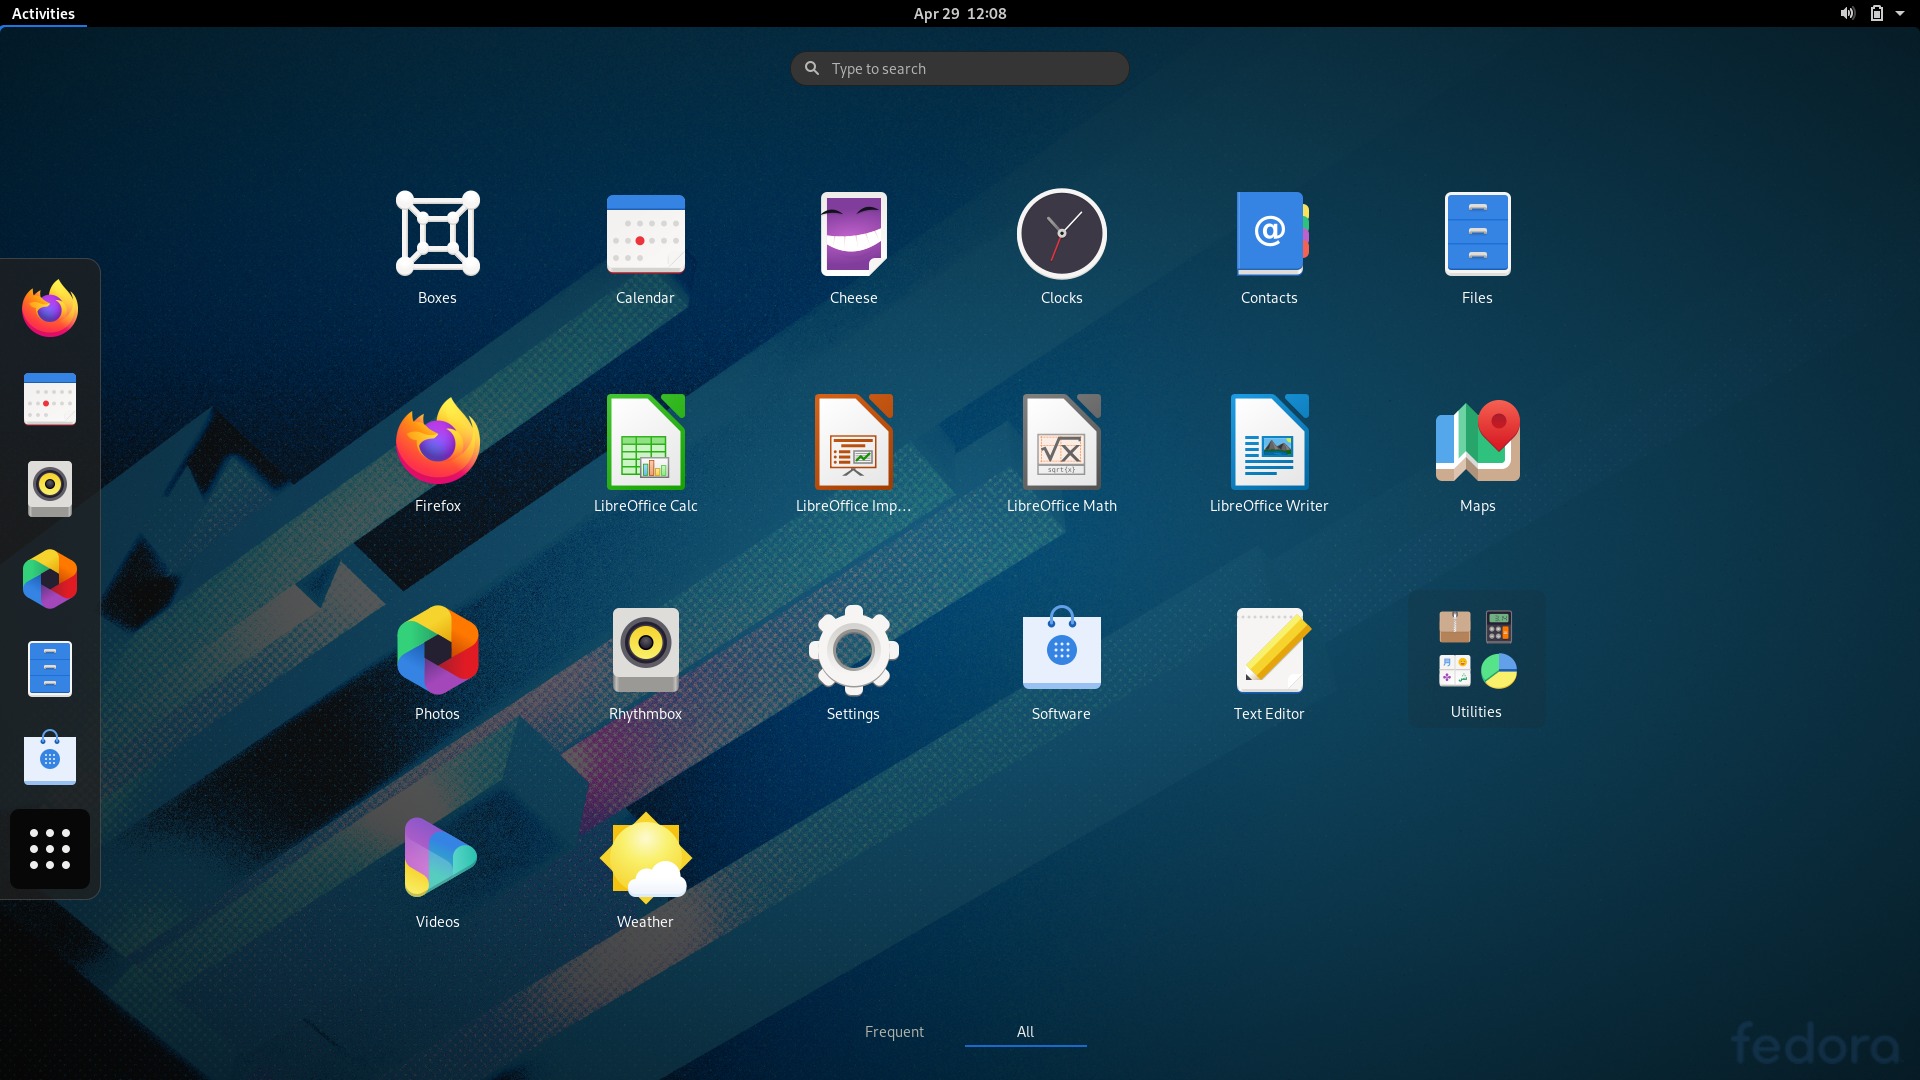 Activities
Apr 29 12:08
Type to search
Boxes
Calendar
Cheese
Clocks
@
Contacts
Files
Firefox
LibreOffice Calc
LibreOffice Imp...
√x
sqrt{x}
LibreOffice Math
LibreOffice Writer
Maps
Photos
Rhythmbox
Settings
Software
Text Editor
Utilities
Videos
Weather
Frequent
All
fedora